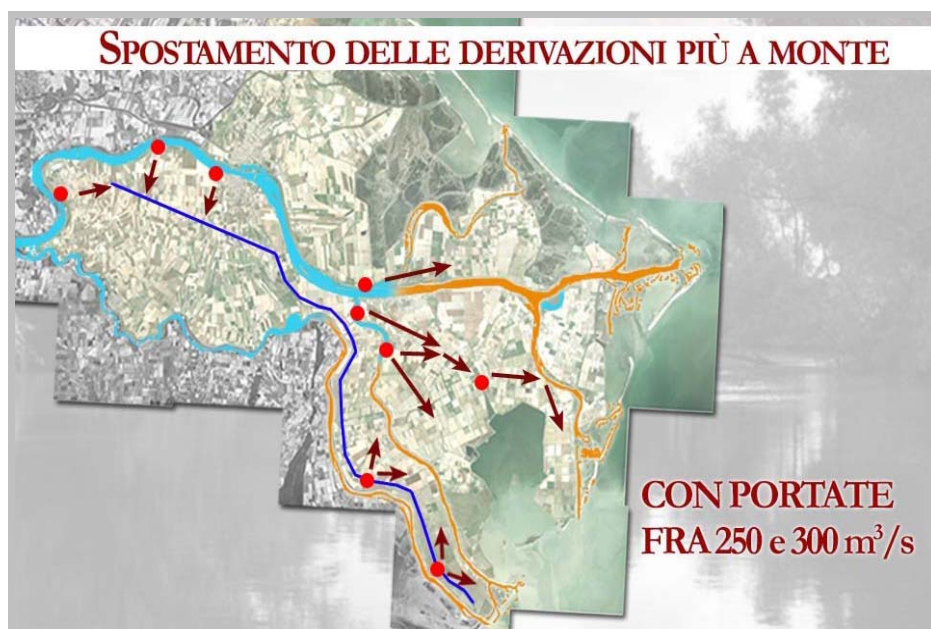 SPOSTAMENTO DELLE DERIVAZIONI PIÙ A MONTE
CON PORTATE
FRA 250 e 300 m³/s